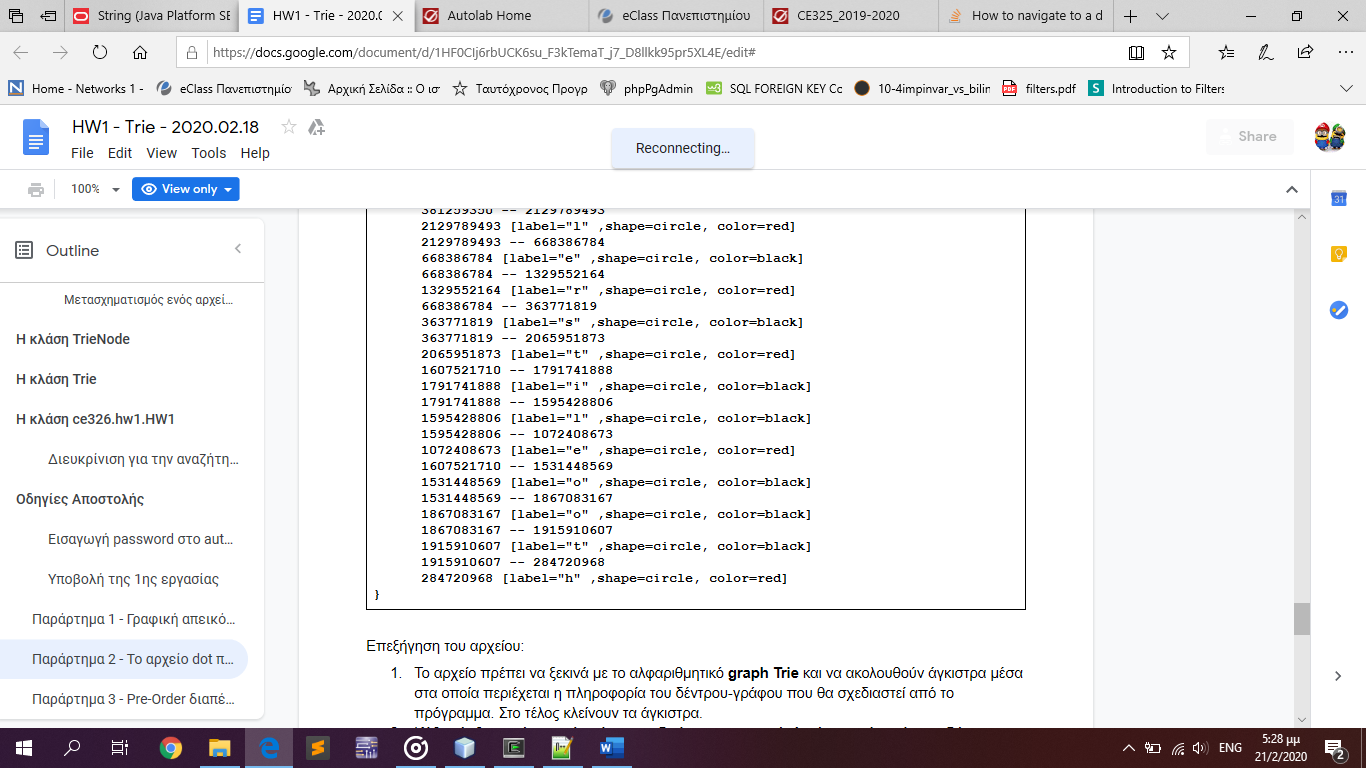 String (Java Platform SE
HW1 - Trie - 2020.0
Autolab Home
eClass Πανεπιστημίου
CE325_2019-2020
How to navigate to a d
https://docs.google.com/document/d/1HF0CIj6rbUCK6su_F3kTemaT_j7_D8llkk95pr5XL4E/edit#
Home - Networks 1 -
eClass Πανεπιστημίο
Αρχική Σελίδα :: Ο ισ
Ταυτόχρονος Προγρ
phpPgAdmin
SQL FOREIGN KEY Co
10-4impinvar_vs_bilin
filters.pdf
Introduction to Filters
HW1 - Trie - 2020.02.18
File Edit View Tools Help
Reconnecting...
Share
100%
View only
31
Outline
Μετασχηματισμός ενός αρχεί...
Η κλάση TrieNode
Η κλάση Trie
Η κλάση ce326.hw1.HW1
Διευκρίνιση για την αναζήτη...
Οδηγίες Αποστολής
Εισαγωγή password στο aut...
Υποβολή της 1ης εργασίας
Παράρτημα 1 - Γραφική απεικό...
Παράρτημα 2 - Το αρχείο dot π...
Παράρτημα 3 - Pre-Order διαπέ...
381259350 -- 2129789493
2129789493 [label="l" ,shape=circle, color=red]
2129789493 -- 668386784
668386784 [label="e" ,shape=circle, color=black]
668386784 -- 1329552164
1329552164 [label="r" ,shape=circle, color=red]
668386784 -- 363771819
363771819 [label="s" ,shape=circle, color=black]
363771819 -- 2065951873
2065951873 [label="t" ,shape=circle, color=red]
1607521710 -- 1791741888
1791741888 [label="i" ,shape=circle, color=black]
1791741888 -- 1595428806
1595428806 [label="l" ,shape=circle, color=black]
1595428806 -- 1072408673
1072408673 [label="e" ,shape=circle, color=red]
1607521710 -- 1531448569
1531448569 [label="o" ,shape=circle, color=black]
1531448569 -- 1867083167
1867083167 [label="o" ,shape=circle, color=black]
1867083167 -- 1915910607
1915910607 [label="t" ,shape=circle, color=black]
1915910607 -- 284720968
284720968 [label="h" ,shape=circle, color=red]
}
Επεξήγηση του αρχείου:
1. Το αρχείο πρέπει να ξεκινά με το αλφαριθμητικό graph Trie και να ακολουθούν άγκιστρα μέσα
στα οποία περιέχεται η πληροφορία του δέντρου-γράφου που θα σχεδιαστεί από το
πρόγραμμα. Στο τέλος κλείνουν τα άγκιστρα.
ENG
5:28 μμ
21/2/2020
2